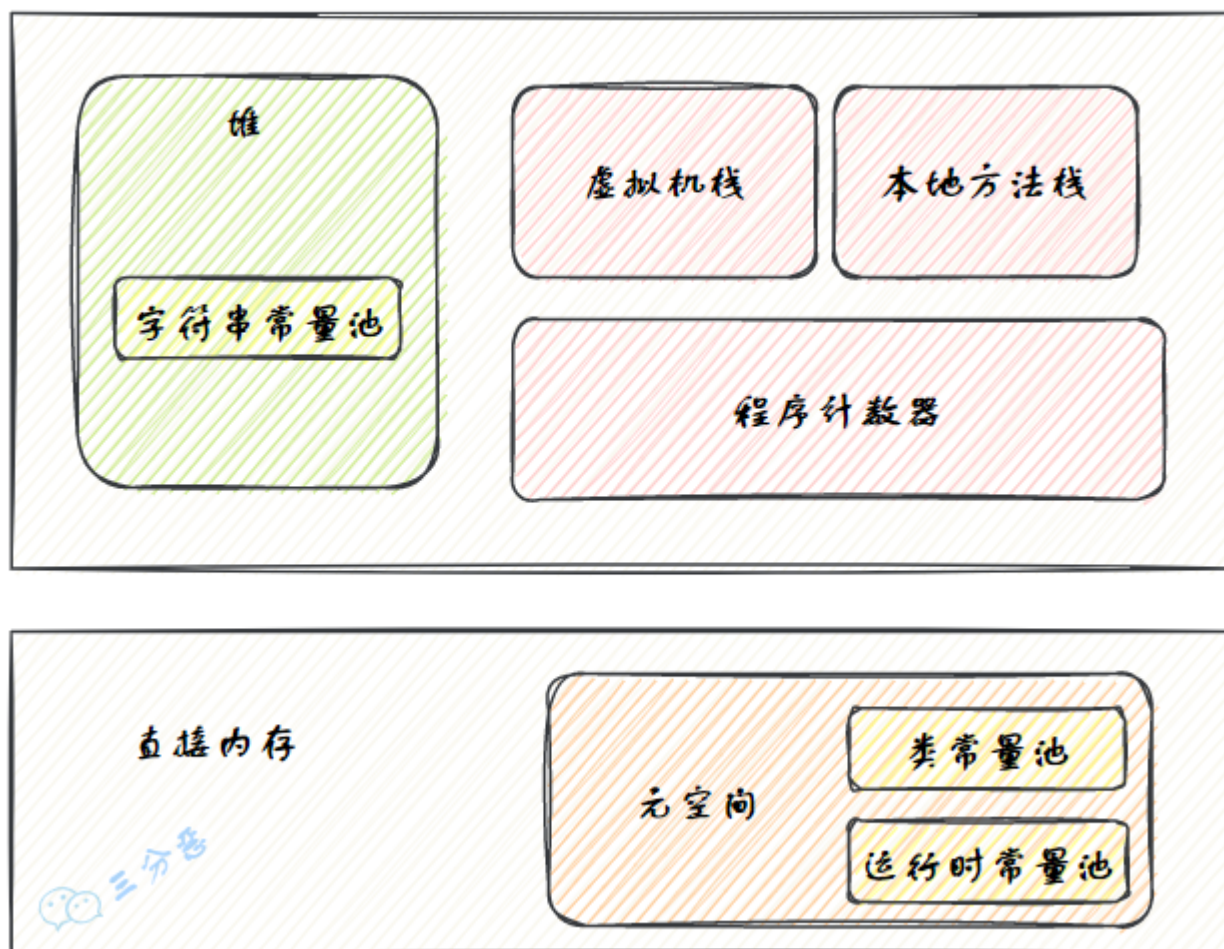 堆
虚拟机栈
本地方法栈
字符串常量池
程序计数器
直接内存
类常量池
元空间
运行时常量池
三分恶